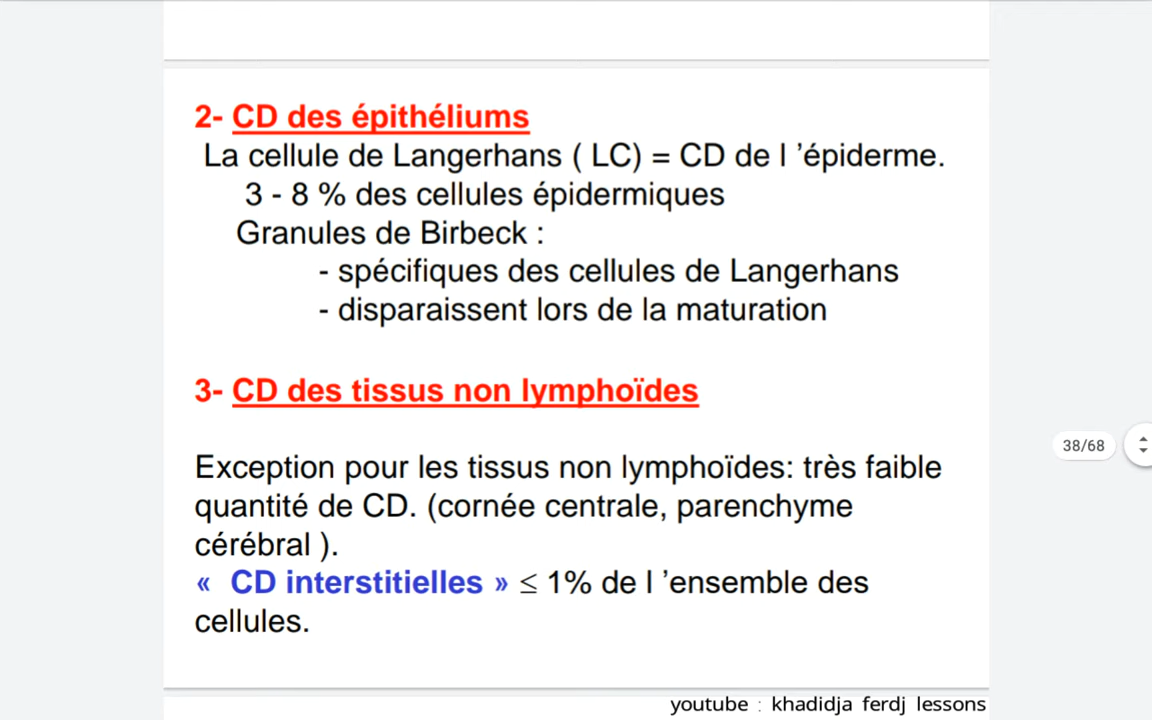 2- CD des épithéliums
La cellule de Langerhans ( LC) = CD de l ’épiderme.
3 - 8 % des cellules épidermiques
Granules de Birbeck :
- spécifiques des cellules de Langerhans
- disparaissent lors de la maturation
3- CD des tissus non lymphoïdes
Exception pour les tissus non lymphoïdes: très faible
quantité de CD. (cornée centrale, parenchyme
cérébral ).
« CD interstitielles » ≤ 1% de l ’ensemble des
cellules.
38/68
youtube : khadidja ferdj lessons